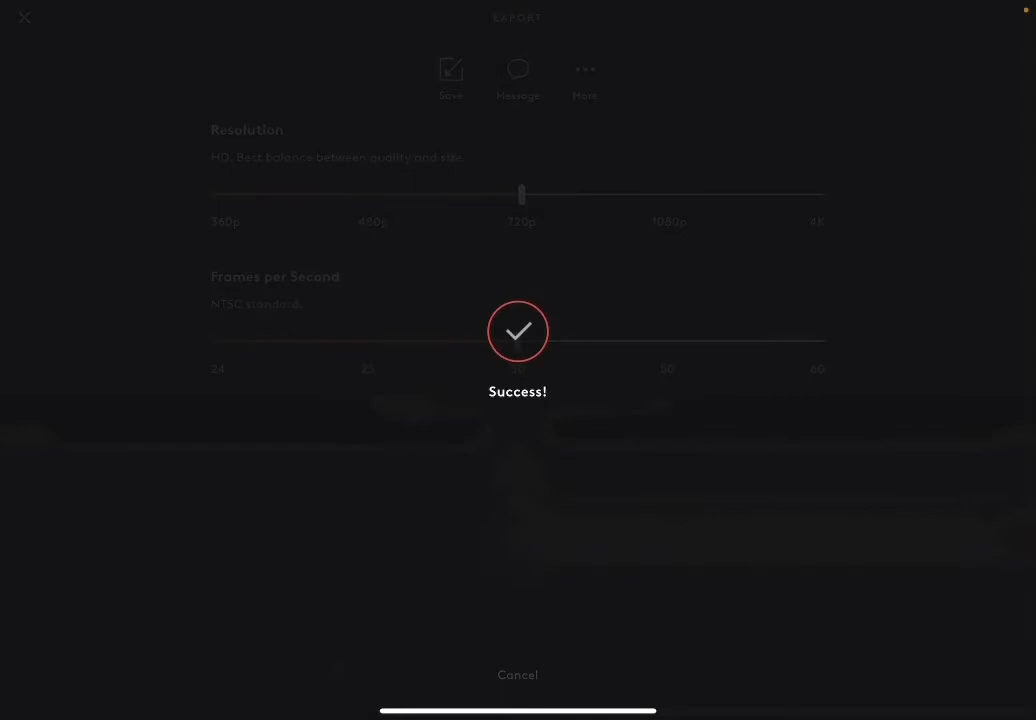 EXPORT
Save Message More
Resolution
HD. Best balance between quality and size.
360p 480p 720p 1080p 4K
Frames per Second
NTSC standard.
24 25 30 50 60
Success!
Cancel